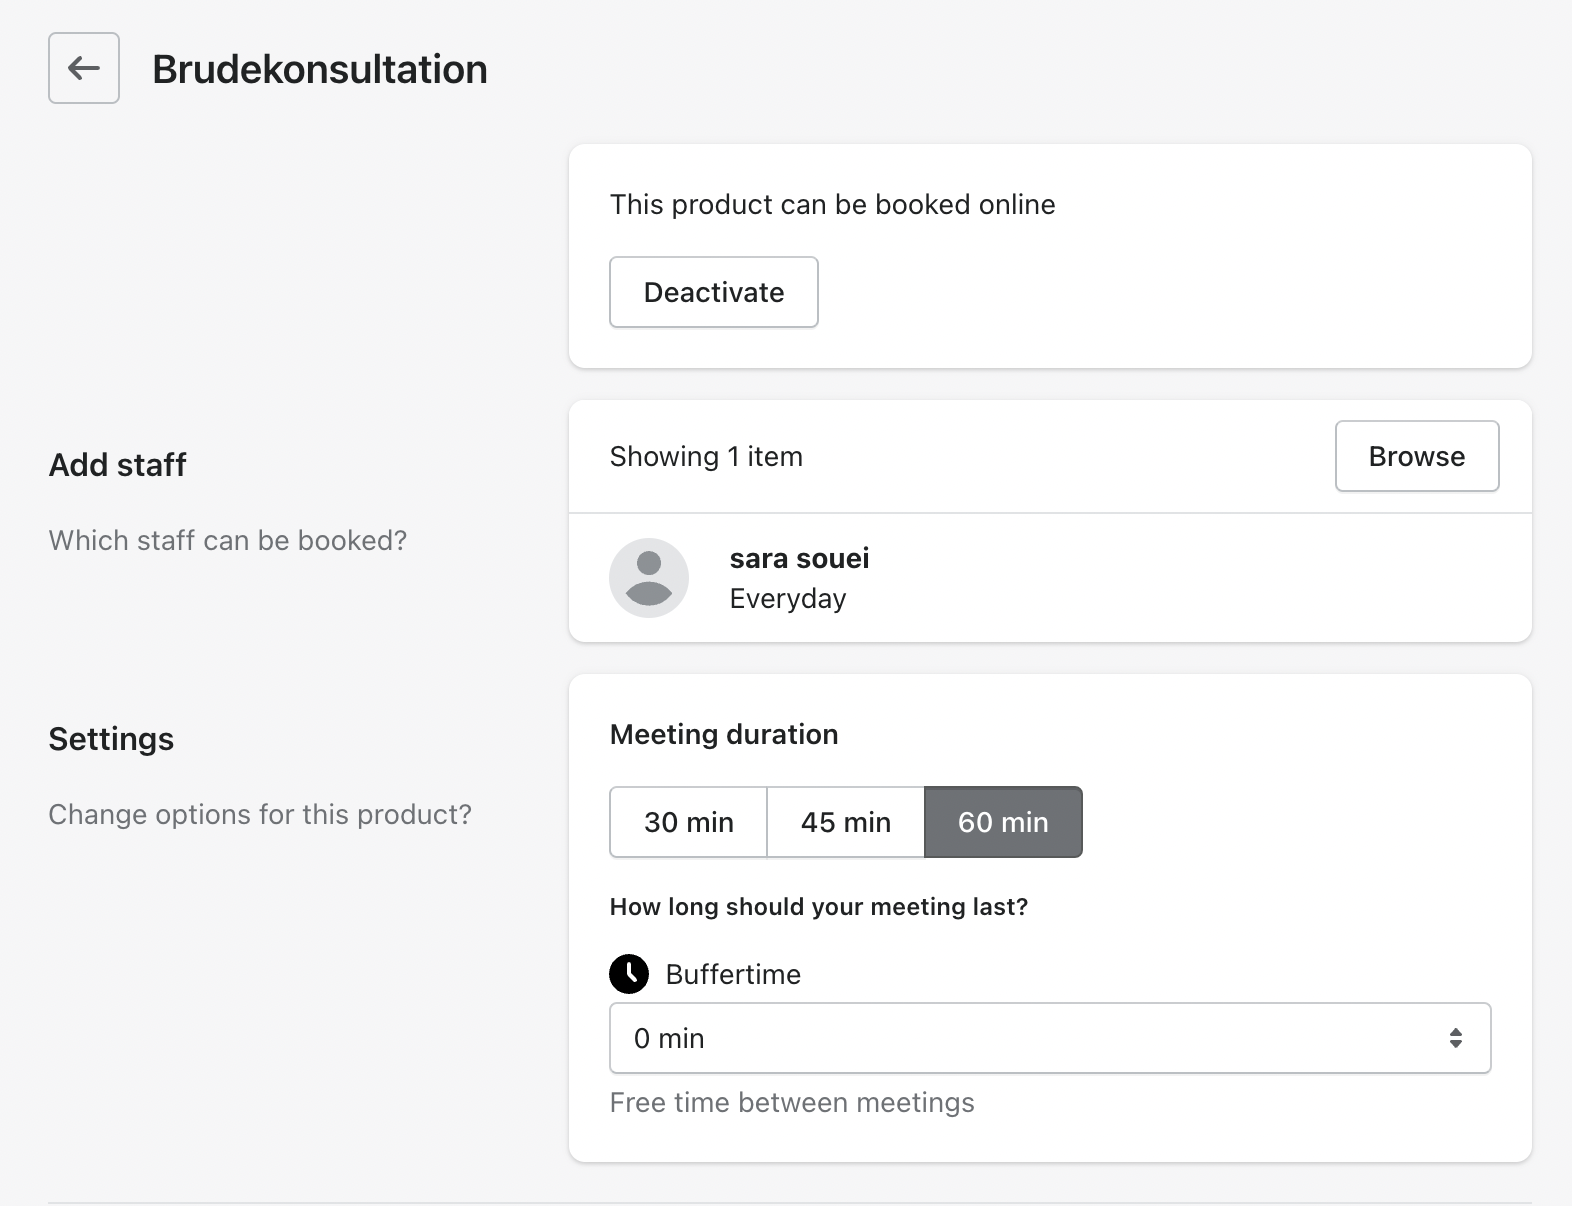 Brudekonsultation
This product can be booked online
Deactivate
Add staff
Which staff can be booked?
Showing 1 item
Browse
sara souei
Everyday
Settings
Change options for this product?
Meeting duration
30 min
45 min
60 min
How long should your meeting last?
Buffertime
0 min
Free time between meetings